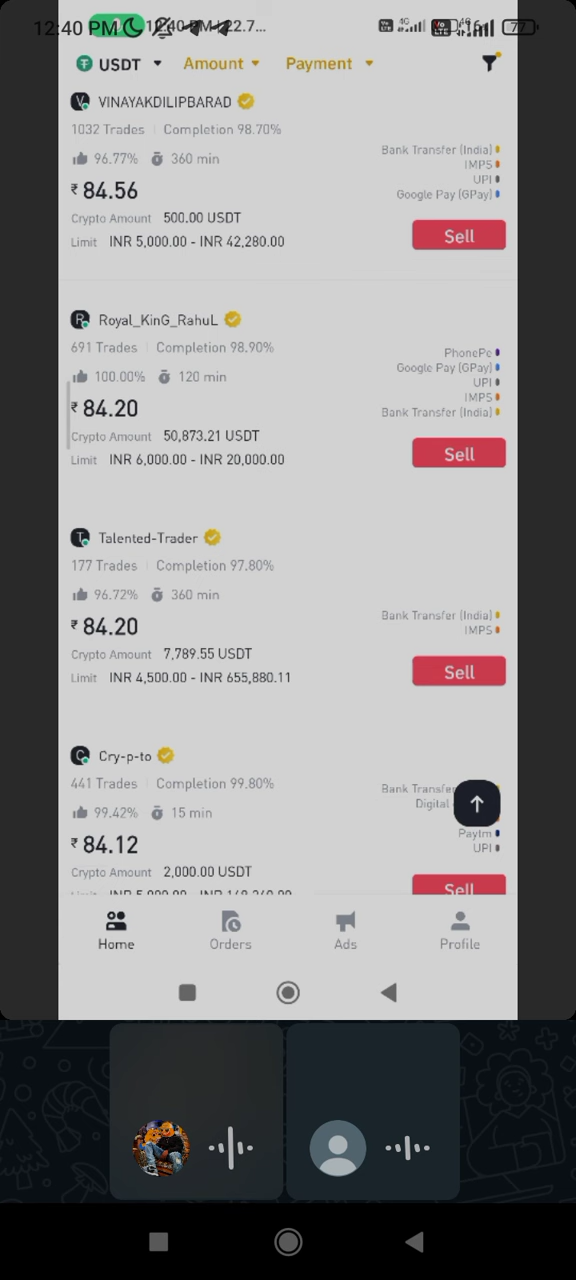 12:40 PM
77
USDT Amount Payment
VINAYAKDILIPBARAD
1032 Trades Completion 98.70%
96.77% 360 min
₹ 84.56
Crypto Amount 500.00 USDT
Limit INR 5,000.00 - INR 42,280.00
Bank Transfer (India)
IMPS
UPI
Google Pay (GPay)
Sell
Royal_KinG_RahuL
691 Trades Completion 98.90%
100.00% 120 min
₹ 84.20
Crypto Amount 50,873.21 USDT
Limit INR 6,000.00 - INR 20,000.00
PhonePe
Google Pay (GPay)
UPI
IMPS
Bank Transfer (India)
Sell
Talented-Trader
177 Trades Completion 97.80%
96.72% 360 min
₹ 84.20
Crypto Amount 7,789.55 USDT
Limit INR 4,500.00 - INR 655,880.11
Bank Transfer (India)
IMPS
Sell
Cry-p-to
441 Trades Completion 99.80%
99.42% 15 min
₹ 84.12
Crypto Amount 2,000.00 USDT
Bank
Digital
Paytm
UPI
Sell
Home Orders Ads Profile